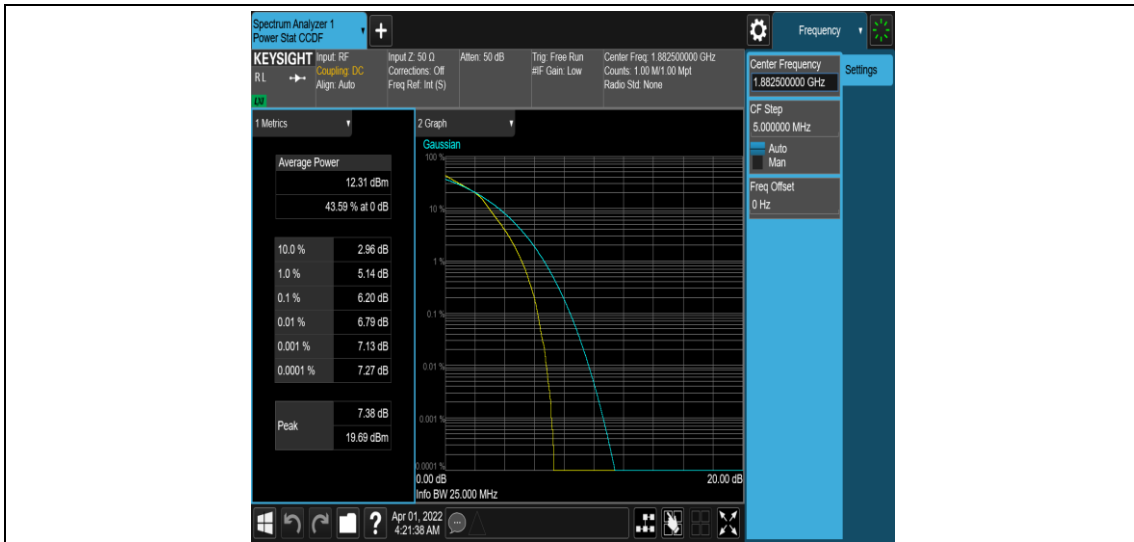 Spectrum Analyzer 1
Power Stat CCDF
Frequency
KEYSIGHT
RL
LXI
Input: RF
Coupling: DC
Align: Auto
Input Z: 50 Ω
Corrections: Off
Freq Ref: Int (S)
Atten: 50 dB
Trig: Free Run
#IF Gain: Low
Center Freq: 1.882500000 GHz
Counts: 1.00 M/1.00 Mpt
Radio Std: None
Center Frequency
1.882500000 GHz
Settings
CF Step
5.000000 MHz
Auto
Man
Freq Offset
0 Hz
1 Metrics
Average Power
12.31 dBm
43.59 % at 0 dB
10.0 % 2.96 dB
1.0 % 5.14 dB
0.1 % 6.20 dB
0.01 % 6.79 dB
0.001 % 7.13 dB
0.0001 % 7.27 dB
Peak
7.38 dB
19.69 dBm
2 Graph
Gaussian
100 %
10 %
1 %
0.1 %
0.01 %
0.001 %
0.0001 %
0.00 dB 20.00 dB
Info BW 25.000 MHz
Apr 01, 2022
4:21:38 AM